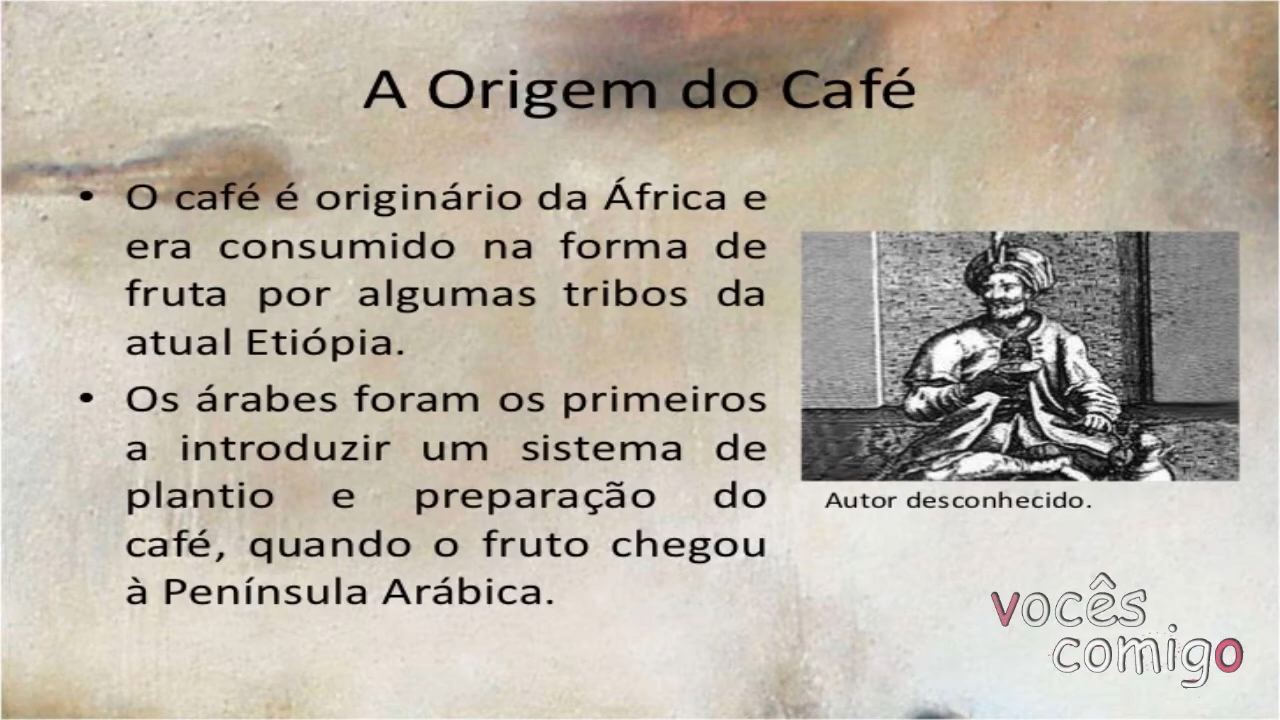 A Origem do Café
• O café é originário da África e
era consumido na forma de
fruta por algumas tribos da
atual Etiópia.
• Os árabes foram os primeiros
a introduzir um sistema de
plantio e preparação do
café, quando o fruto chegou
à Península Arábica.
Autor desconhecido.
vocês
comigo